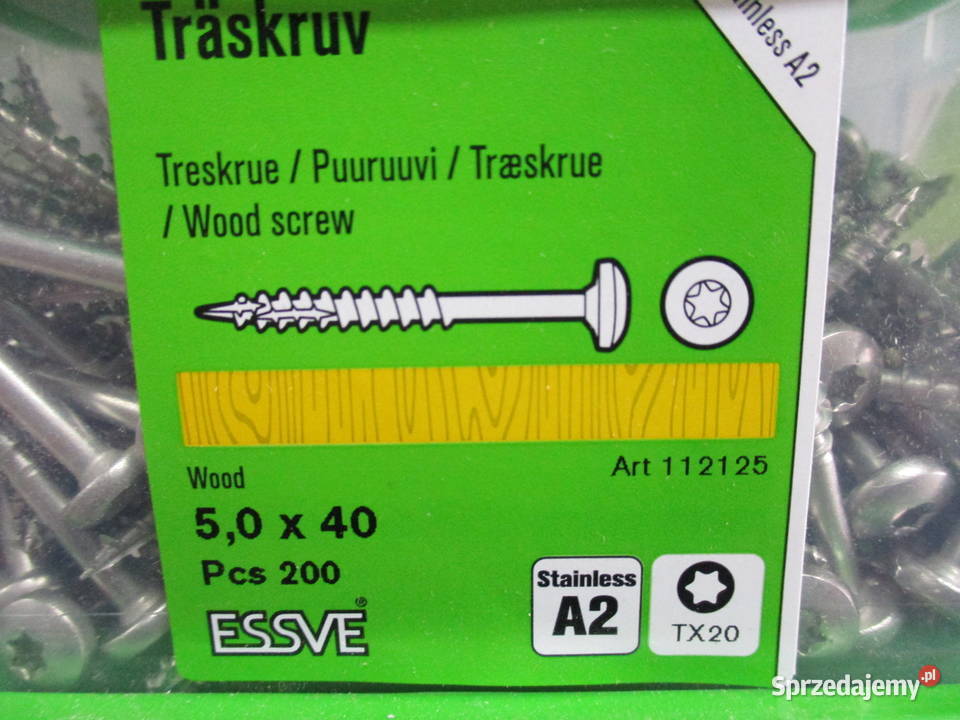 Träskruv
Stainless A2
Treskrue / Puuruuvi / Træskrue
/ Wood screw
Wood
Art 112125
5,0 x 40
Pcs 200
ESSVE®
Stainless
A2
TX20
Sprzedajemy.pl